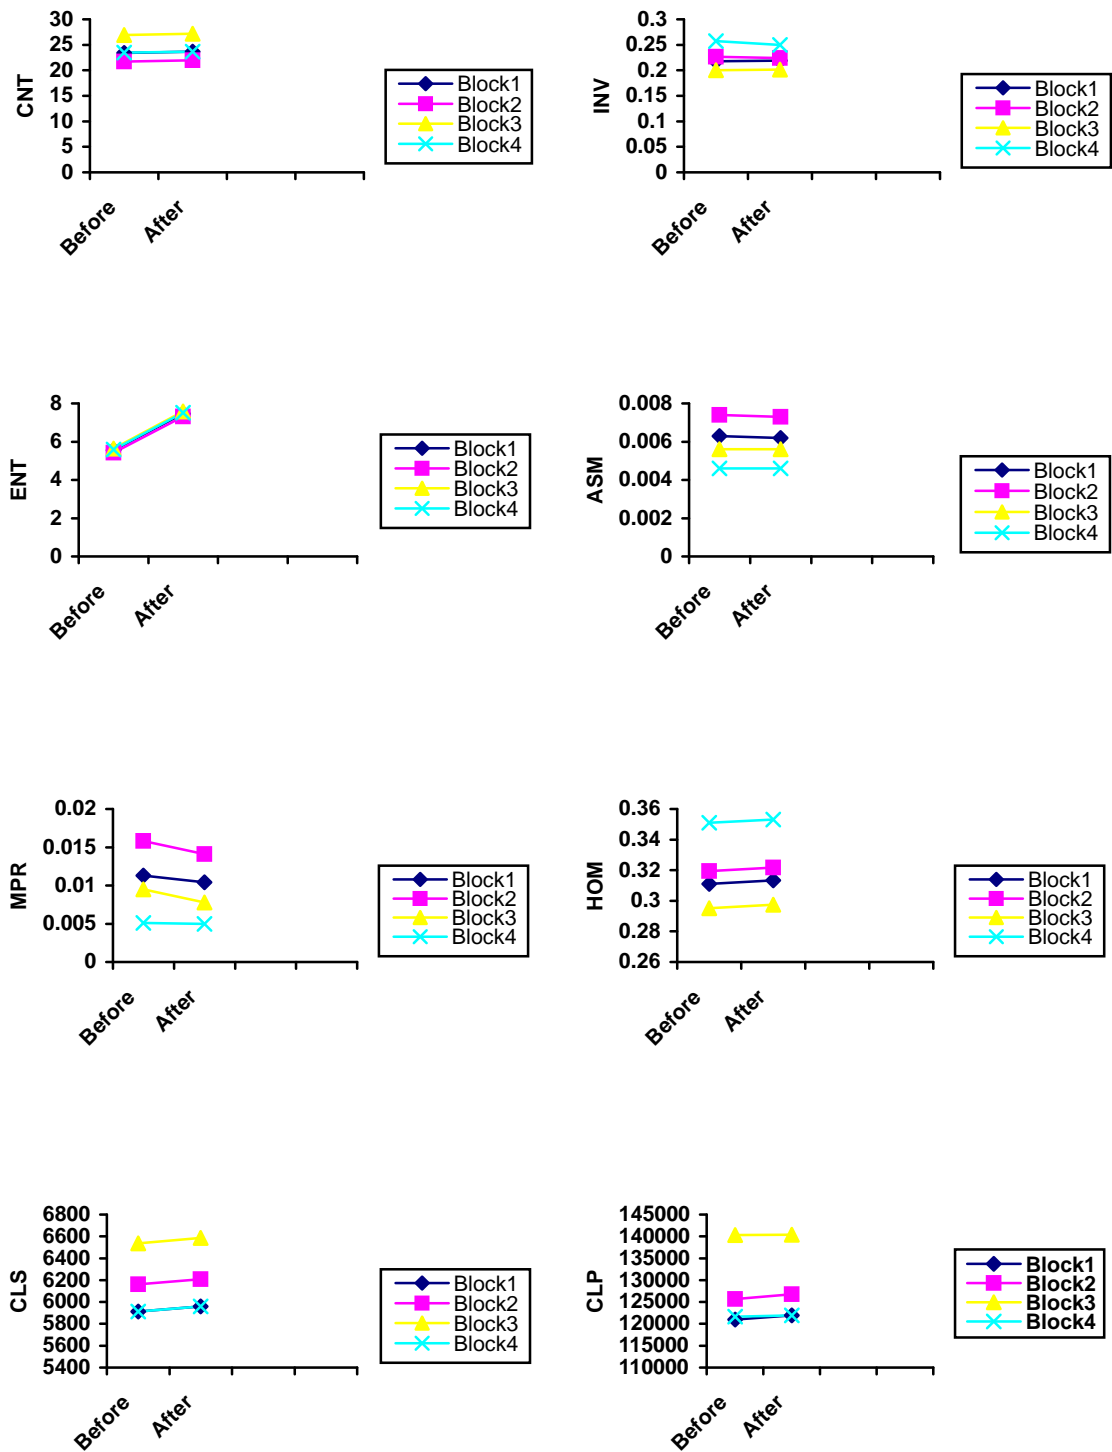 CNT
30
25
20
15
10
5
0
Before
After
Block1
Block2
Block3
Block4
INV
0.3
0.25
0.2
0.15
0.1
0.05
0
Before
After
Block1
Block2
Block3
Block4
ENT
8
6
4
2
0
Before
After
Block1
Block2
Block3
Block4
ASM
0.008
0.006
0.004
0.002
0
Before
After
Block1
Block2
Block3
Block4
MPR
0.02
0.015
0.01
0.005
0
Before
After
Block1
Block2
Block3
Block4
HOM
0.36
0.34
0.32
0.3
0.28
0.26
Before
After
Block1
Block2
Block3
Block4
CLS
6800
6600
6400
6200
6000
5800
5600
5400
Before
After
Block1
Block2
Block3
Block4
CLP
145000
140000
135000
130000
125000
120000
115000
110000
Before
After
Block1
Block2
Block3
Block4